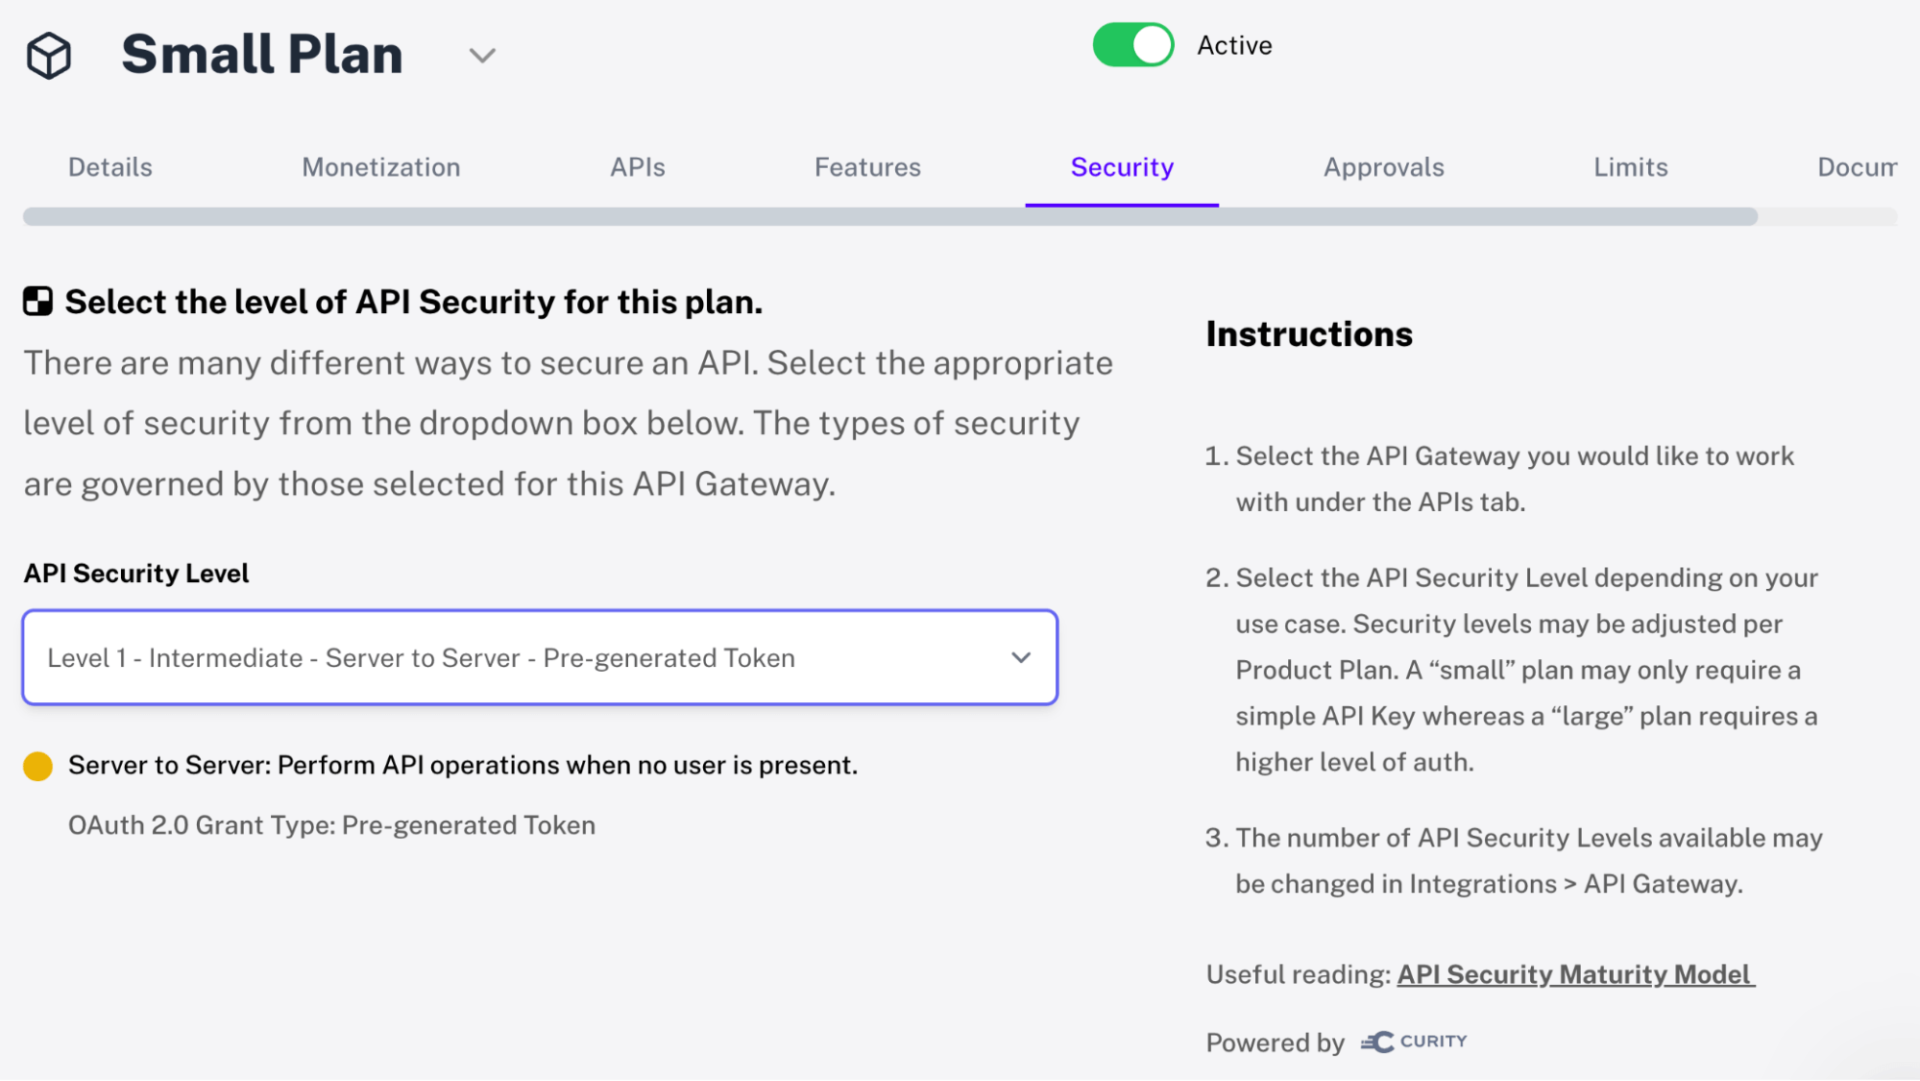 Small Plan
Active
Details Monetization APIs Features Security Approvals Limits Docum
Select the level of API Security for this plan.
There are many different ways to secure an API. Select the appropriate
level of security from the dropdown box below. The types of security
are governed by those selected for this API Gateway.
API Security Level
Level 1 - Intermediate - Server to Server - Pre-generated Token
Server to Server: Perform API operations when no user is present.
OAuth 2.0 Grant Type: Pre-generated Token
Instructions
1. Select the API Gateway you would like to work
with under the APIs tab.
2. Select the API Security Level depending on your
use case. Security levels may be adjusted per
Product Plan. A “small” plan may only require a
simple API Key whereas a “large” plan requires a
higher level of auth.
3. The number of API Security Levels available may
be changed in Integrations > API Gateway.
Useful reading: API Security Maturity Model
Powered by CURITY